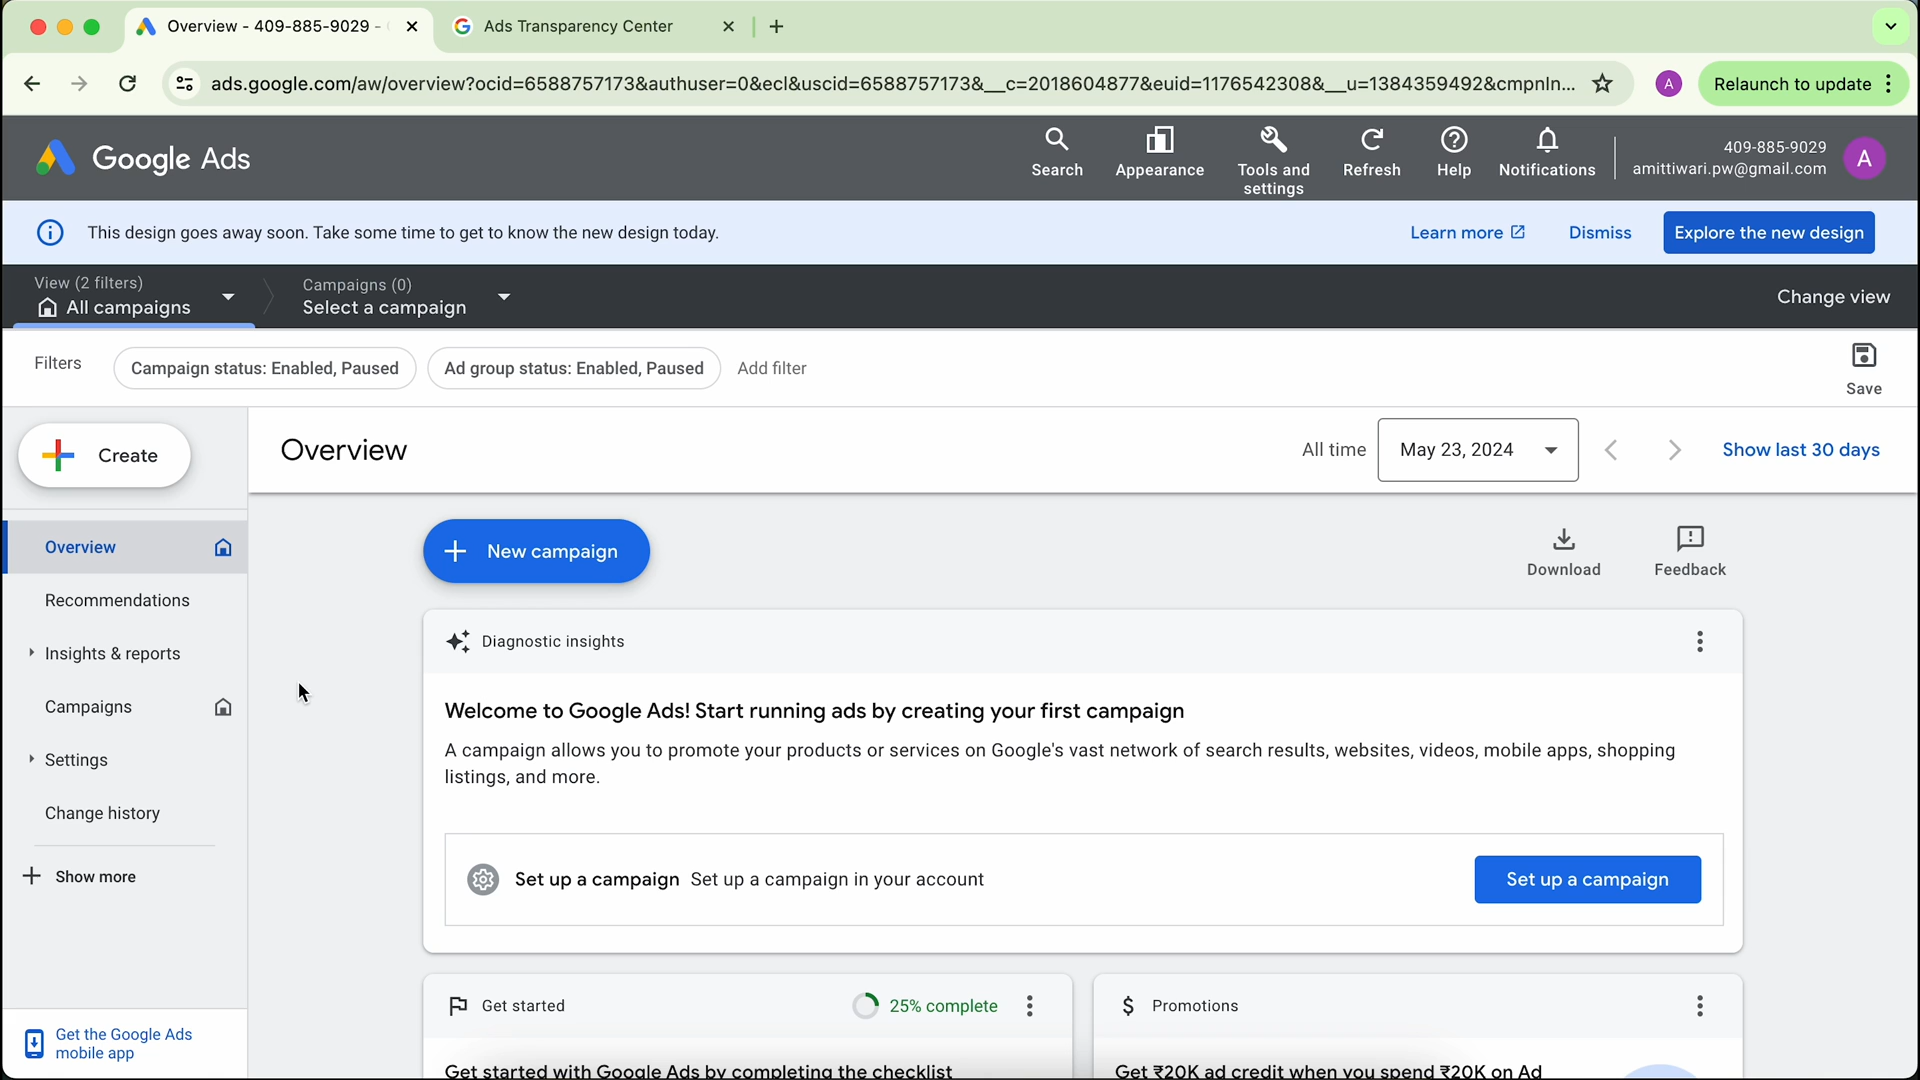 Overview - 409-885-9029 -
Ads Transparency Center
ads.google.com/aw/overview?ocid=6588757173&authuser=0&ecl&uscid=6588757173&__c=2018604877&euid=1176542308&__u=1384359492&cmpnIn...
A
Relaunch to update
Google Ads
Search
Appearance
Tools and
settings
Refresh
Help
Notifications
409-885-9029
amittiwari.pw@gmail.com
A
This design goes away soon. Take some time to get to know the new design today.
Learn more
Dismiss
Explore the new design
View (2 filters)
All campaigns
Campaigns (0)
Select a campaign
Change view
Filters
Campaign status: Enabled, Paused
Ad group status: Enabled, Paused
Add filter
Save
Create
Overview
All time
May 23, 2024
Show last 30 days
Overview
Recommendations
Insights & reports
Campaigns
Settings
Change history
Show more
Get the Google Ads
mobile app
New campaign
Download
Feedback
Diagnostic insights
Welcome to Google Ads! Start running ads by creating your first campaign
A campaign allows you to promote your products or services on Google's vast network of search results, websites, videos, mobile apps, shopping
listings, and more.
Set up a campaign Set up a campaign in your account
Set up a campaign
Get started
25% complete
Promotions
Get started with Google Ads by completing the checklist
Get ₹20K ad credit when you spend ₹20K on Ad